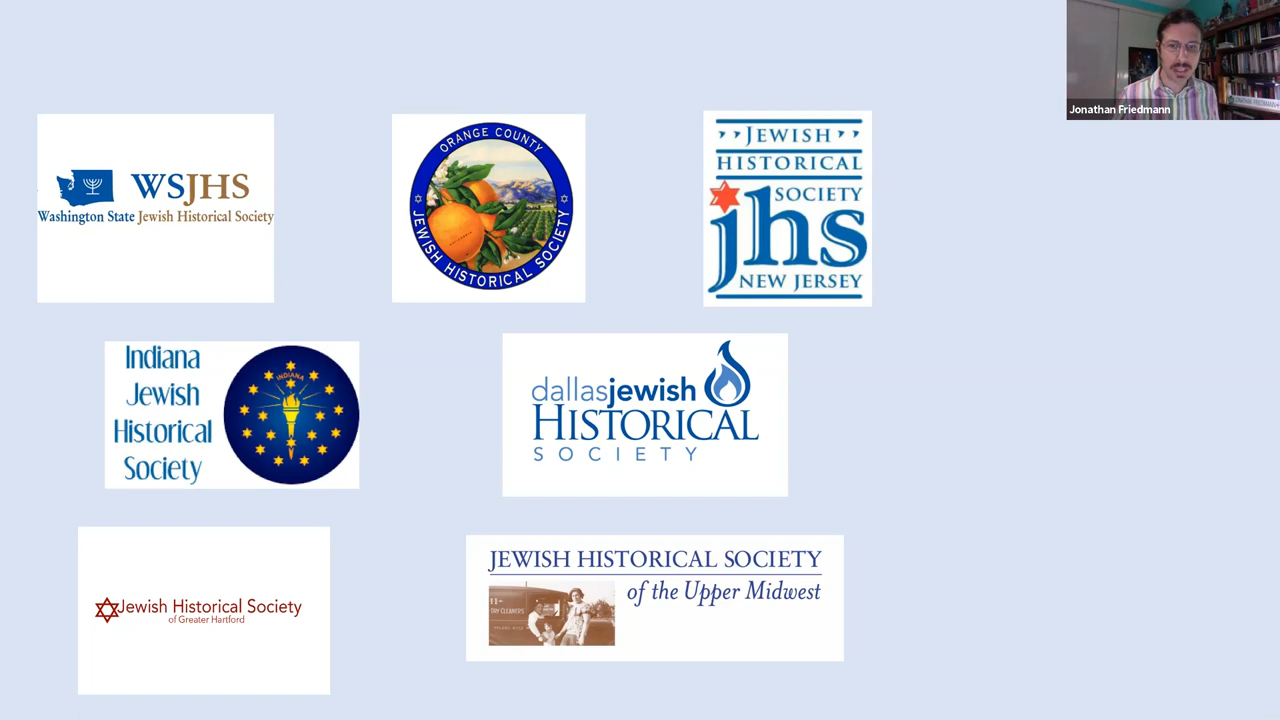 Jonathan Friedmann
WSJHS
Washington State Jewish Historical Society
ORANGE COUNTY
JEWISH HISTORICAL SOCIETY
JEWISH
HISTORICAL
SOCIETY
jhs
NEW JERSEY
Indiana
Jewish
Historical
Society
INDIANA
dallasjewish
HISTORICAL
SOCIETY
Jewish Historical Society
of Greater Hartford
JEWISH HISTORICAL SOCIETY
of the Upper Midwest
DRY CLEANERS